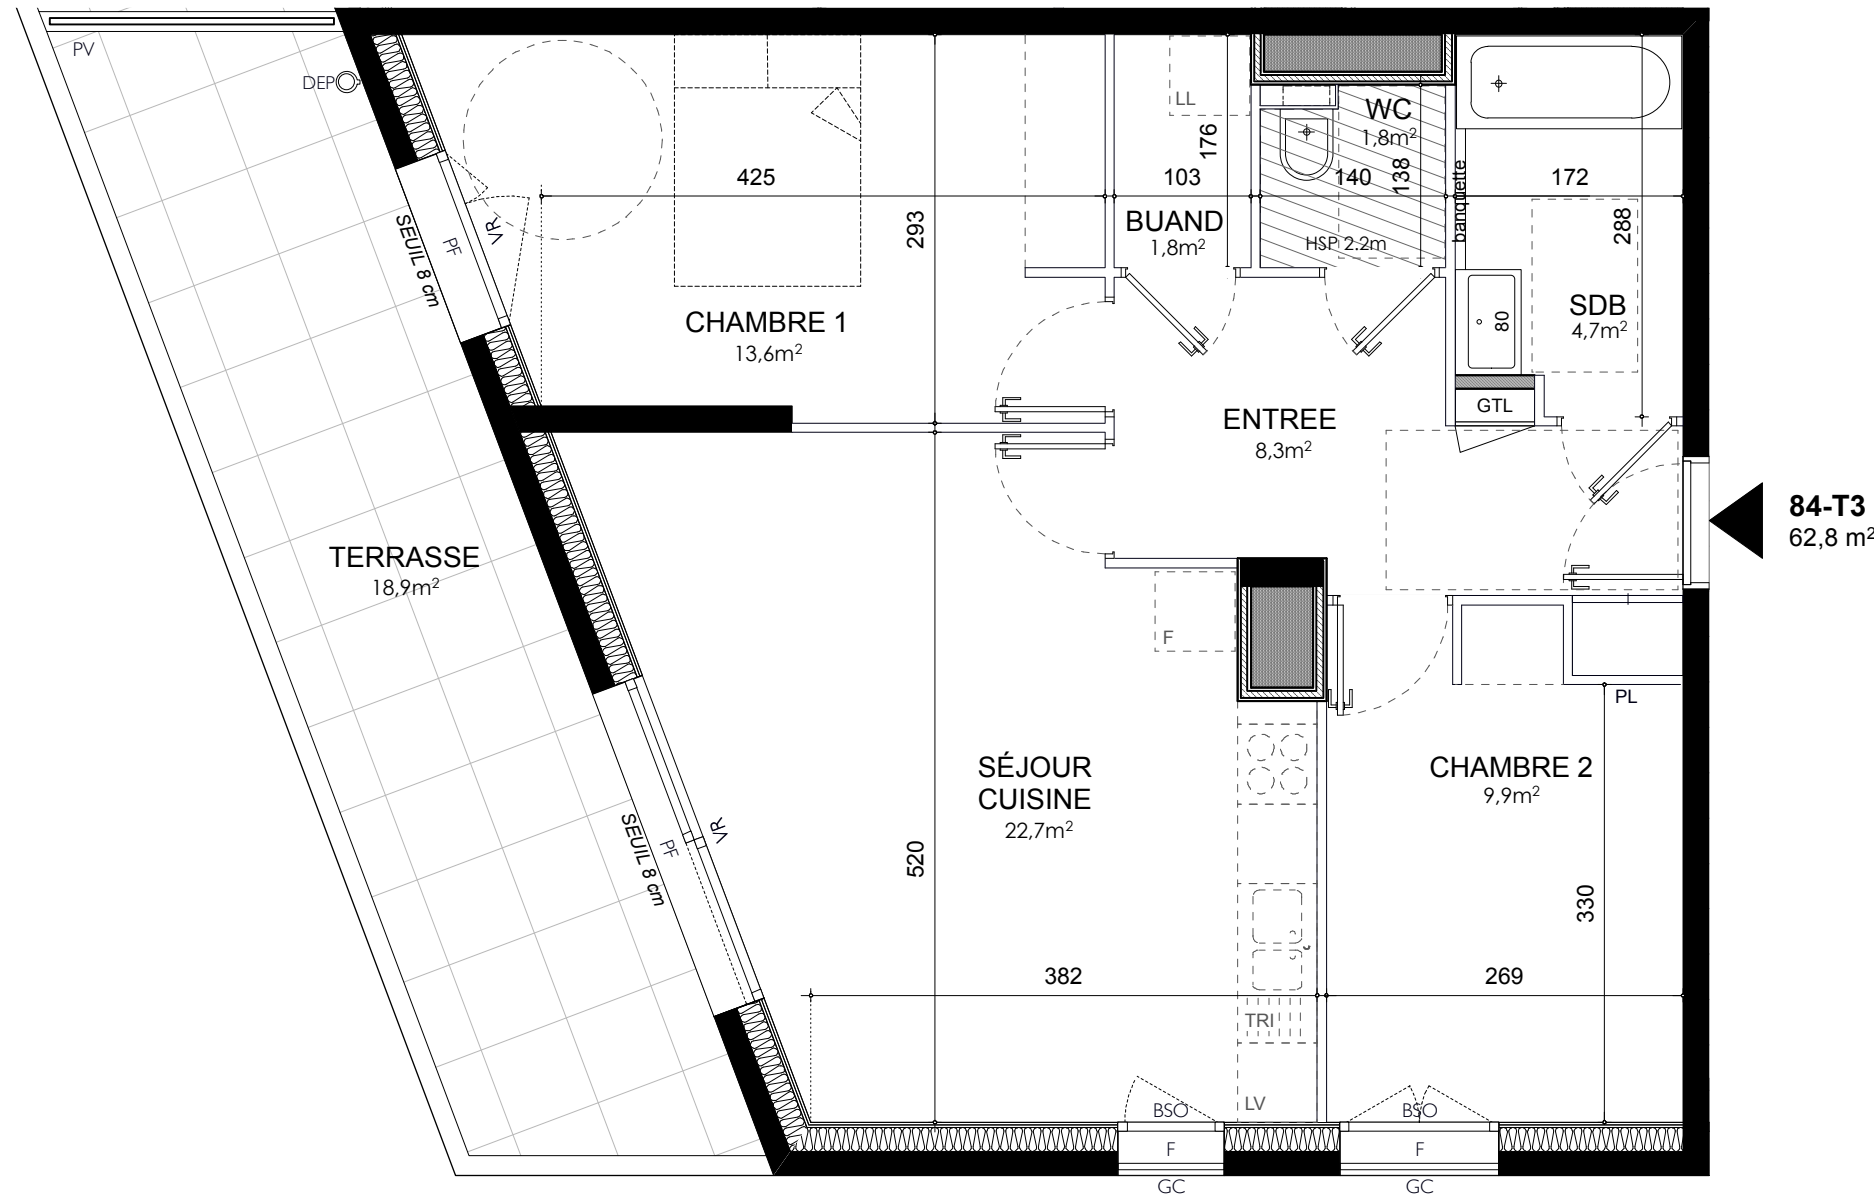 PV
DEP
LL
WC
1,8m²
176
138
425
103
140
172
banquette
293
BUAND
1,8m²
HSP 2.2m
288
VR
PF
SEUIL 8 cm
CHAMBRE 1
13,6m²
80
SDB
4,7m²
GTL
ENTREE
8,3m²
84-T3
62,8 m²
TERRASSE
18,9m²
F
PL
SÉJOUR
CUISINE
22,7m²
CHAMBRE 2
9,9m²
VR
PF
SEUIL 8 cm
520
330
382
269
TRI
LV
BSO
BSO
F
F
GC
GC